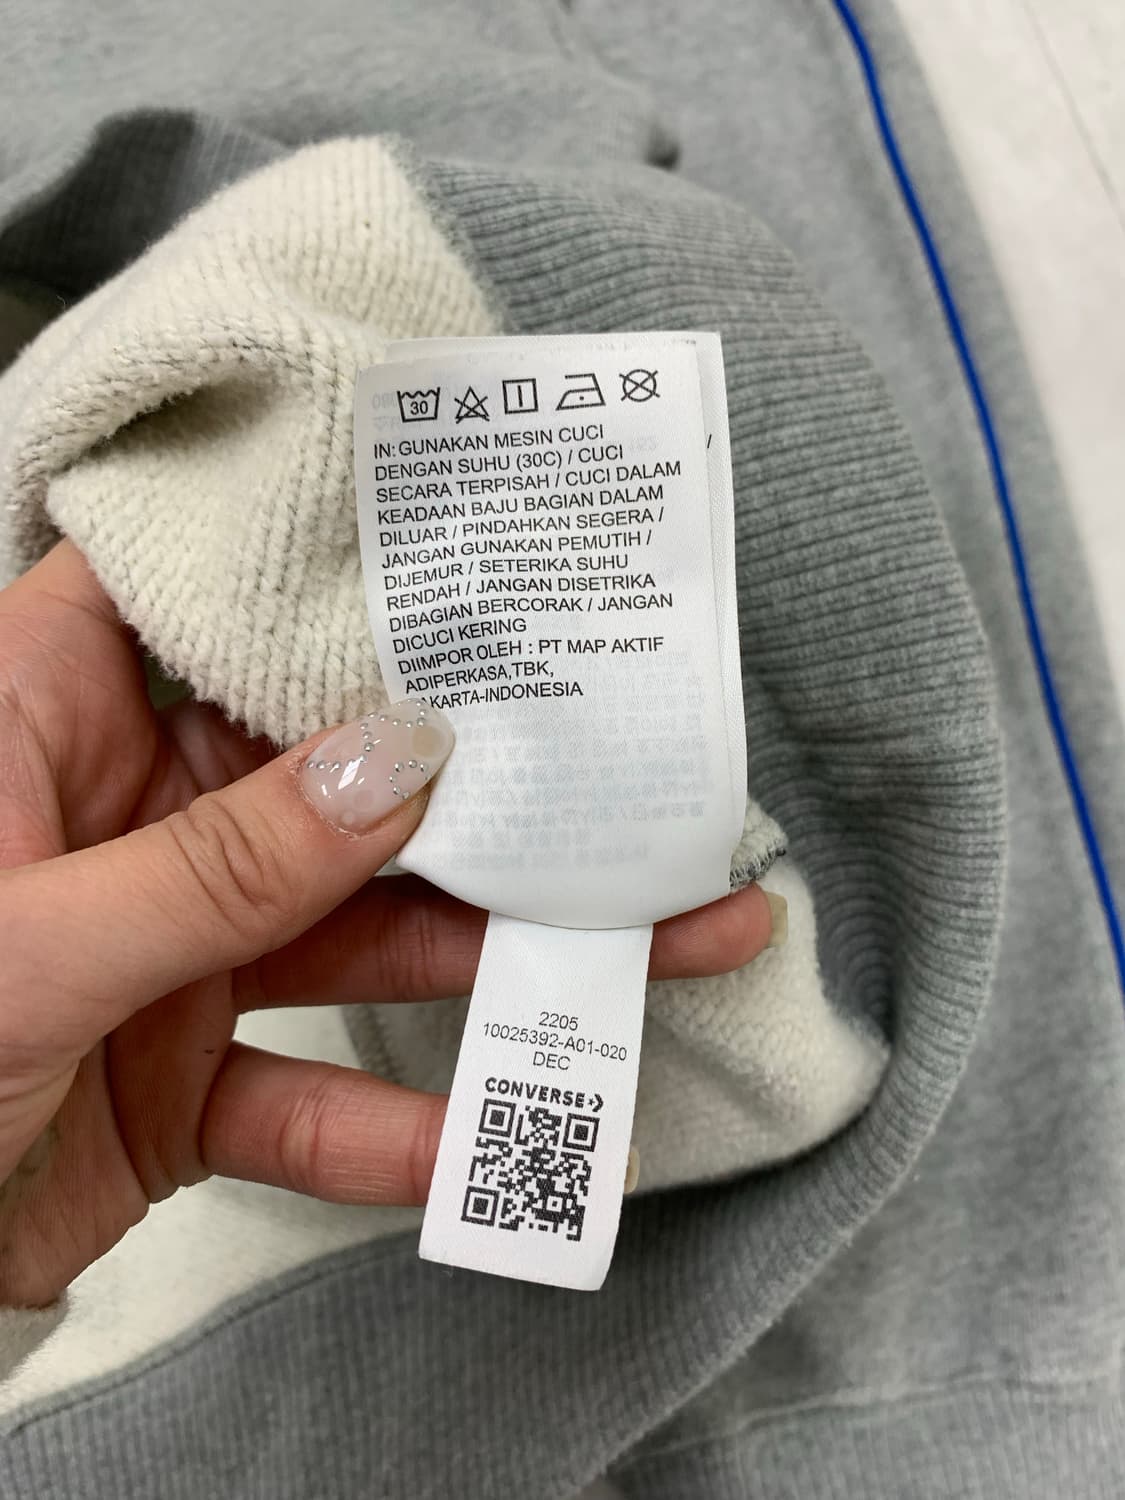 30
IN: GUNAKAN MESIN CUCI
DENGAN SUHU (30C) / CUCI
SECARA TERPISAH / CUCI DALAM
KEADAAN BAJU BAGIAN DALAM
DILUAR / PINDAHKAN SEGERA /
JANGAN GUNAKAN PEMUTIH /
DIJEMUR / SETERIKA SUHU
RENDAH / JANGAN DISETRIKA
DIBAGIAN BERCORAK / JANGAN
DICUCI KERING
DIIMPOR OLEH : PT MAP AKTIF
ADIPERKASA,TBK,
AKARTA-INDONESIA
2205
10025392-A01-020
DEC
CONVERSE